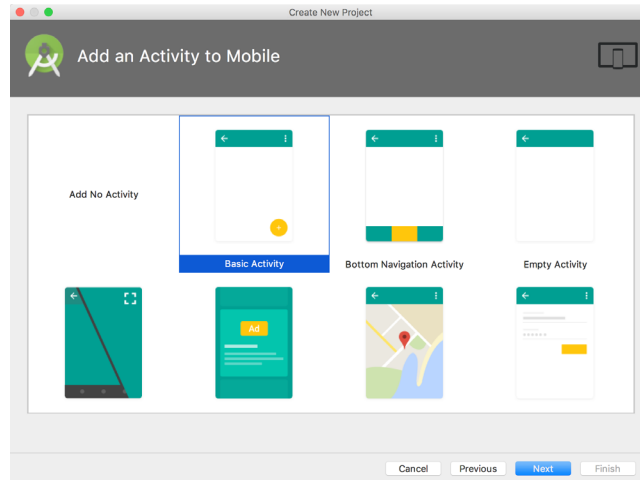 Create New Project
Add an Activity to Mobile
Add No Activity
Basic Activity
Bottom Navigation Activity
Empty Activity
Ad
Cancel
Previous
Next
Finish